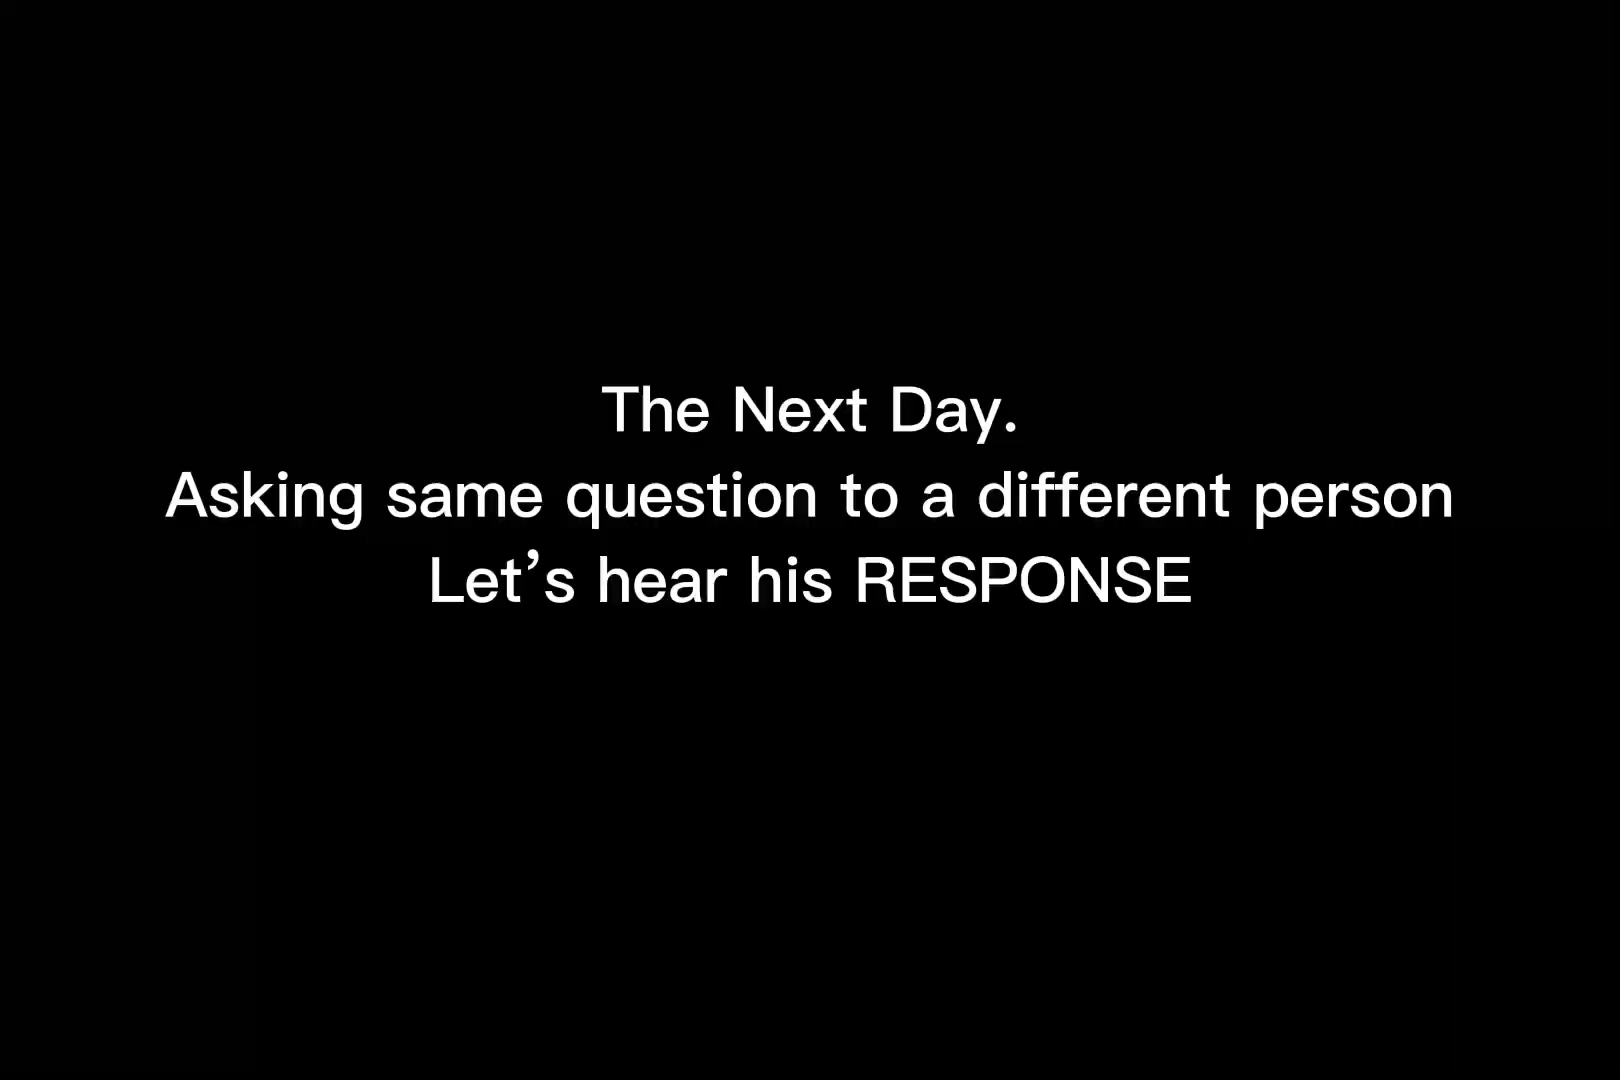 The Next Day.
Asking same question to a different person
Let’s hear his RESPONSE